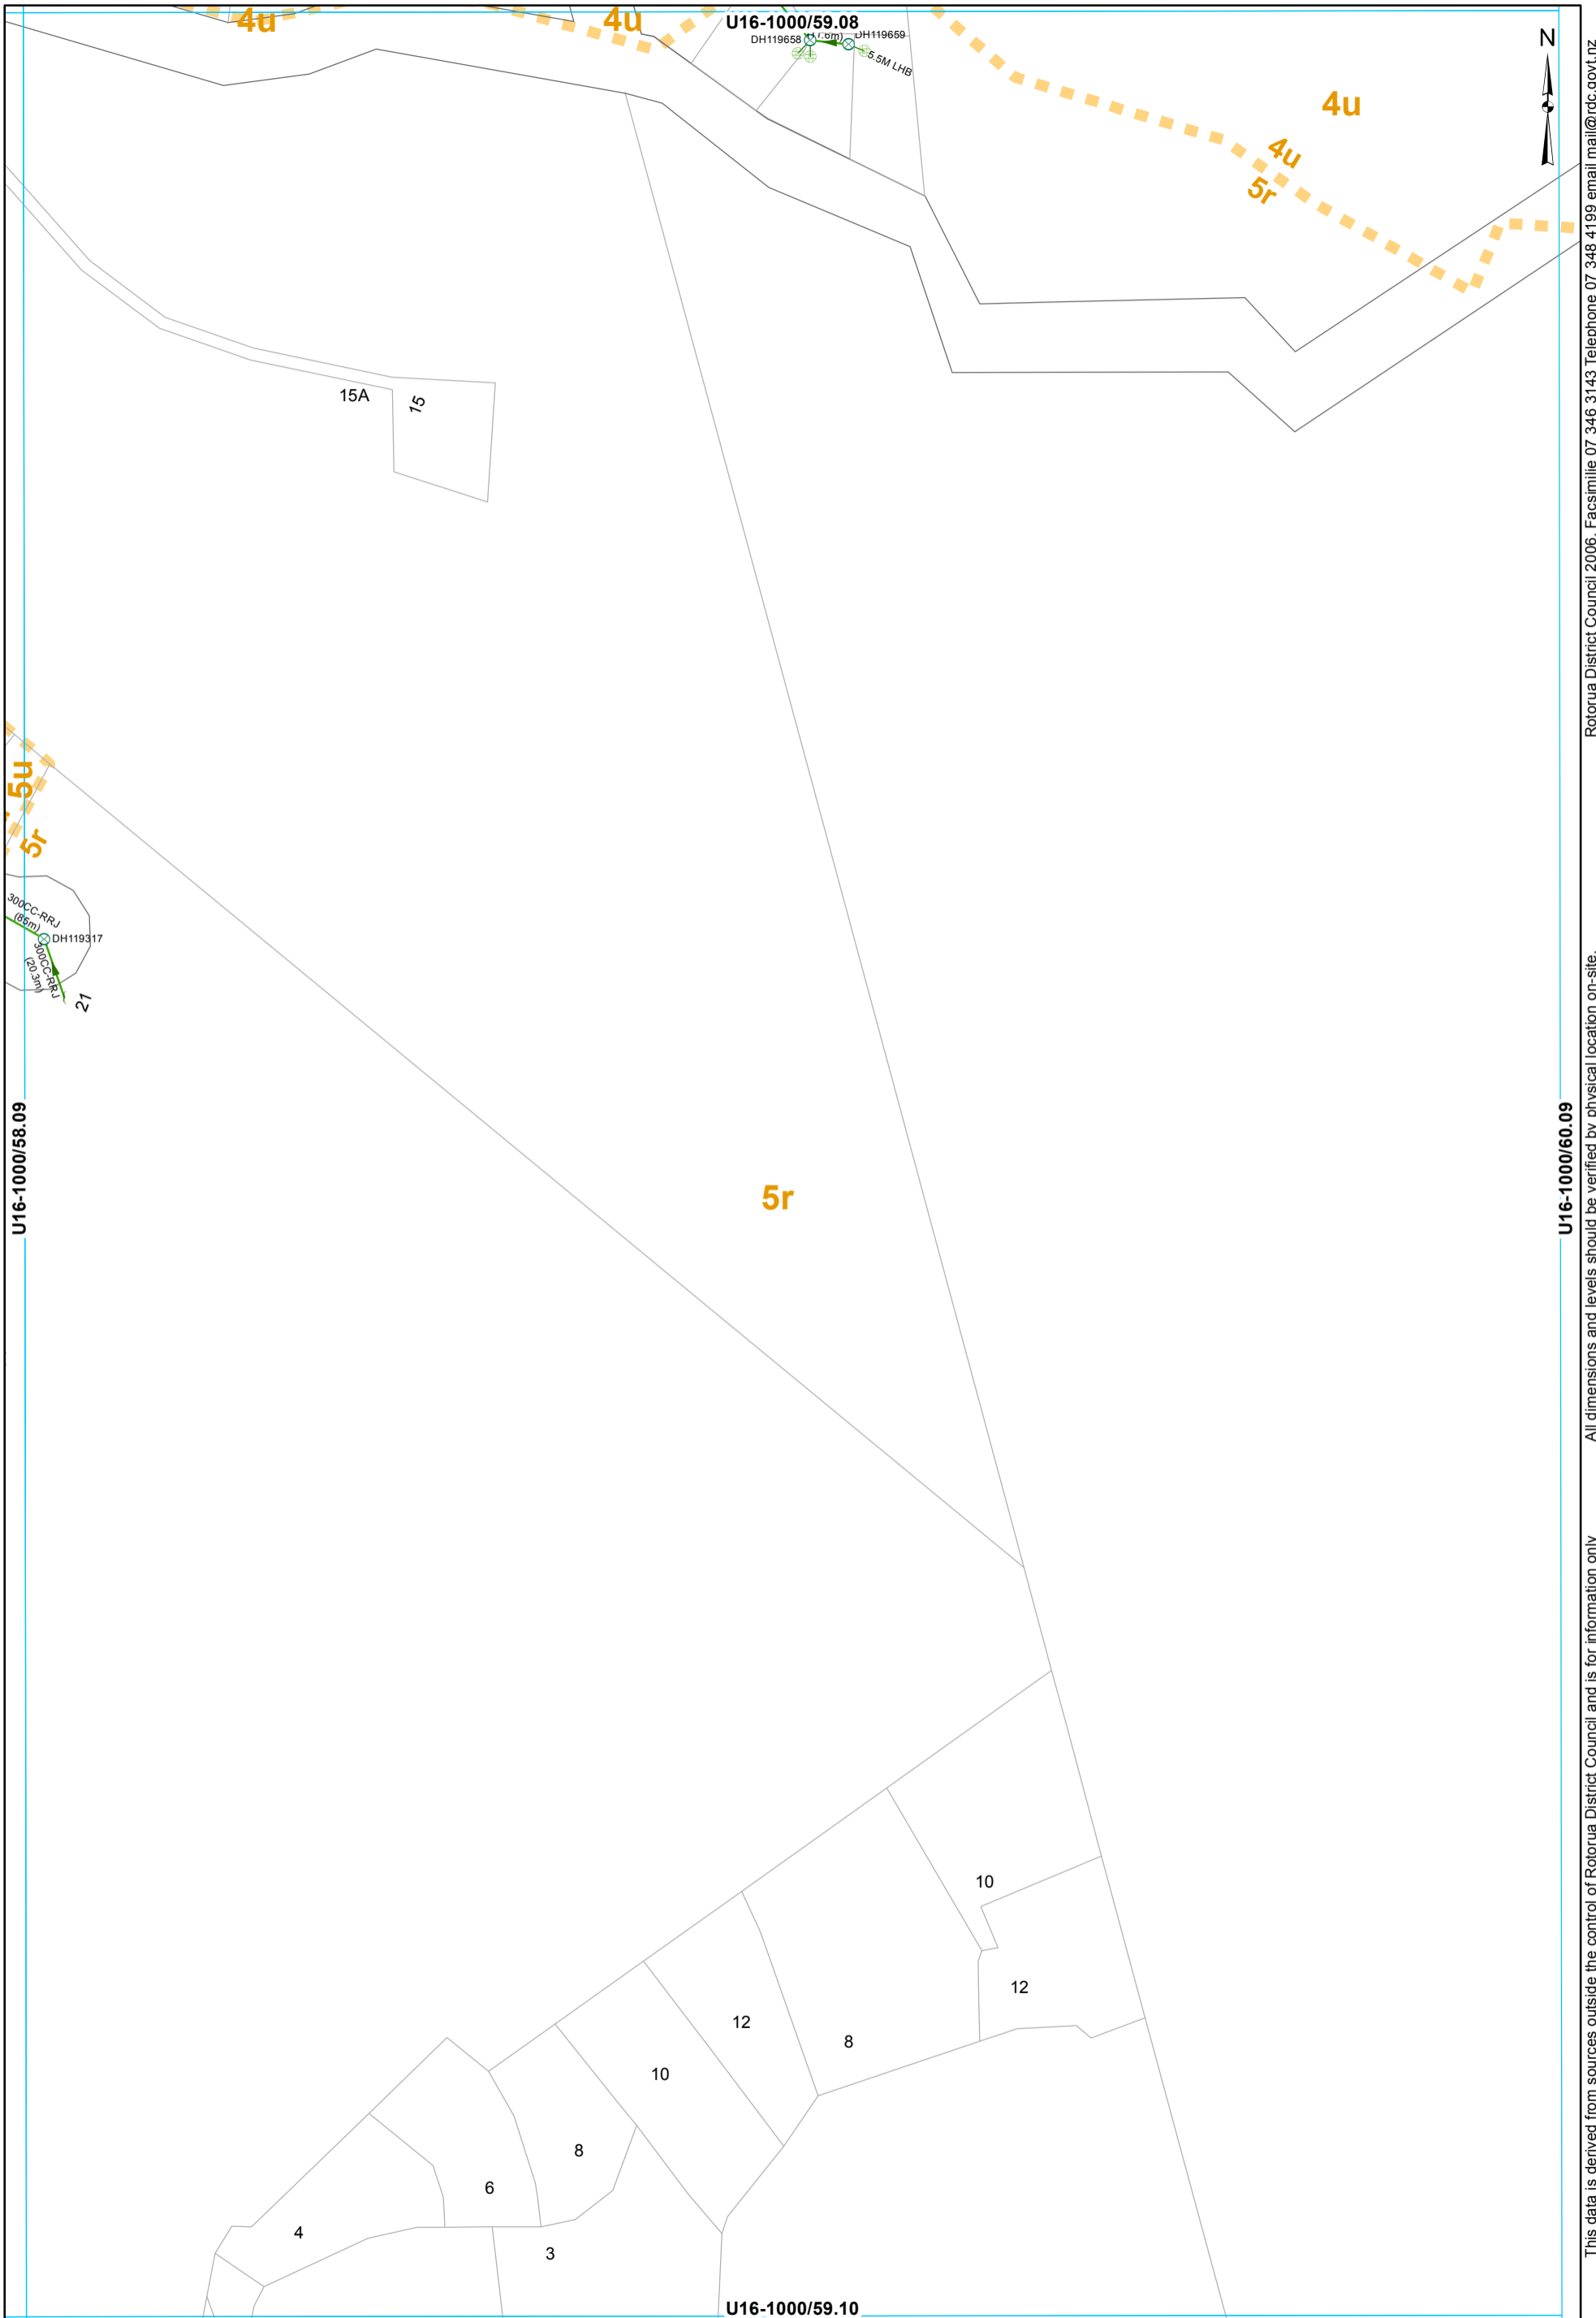 U16-1000/59.08
4u
4u
DH119658
DH119659
5.5M LHB
N
4u
4u
5r
15A
15
5u
5r
300CC-RRJ
(85m)
DH119317
300CC-RRJ
(20.3m)
21
U16-1000/58.09
U16-1000/60.09
5r
10
12
12
8
10
8
6
4
3
U16-1000/59.10
Rotorua District Council 2006. Facsimilie 07 346 3143 Telephone 07 348 4199 email mail@rdc.govt.nz
All dimensions and levels should be verified by physical location on-site.
This data is derived from sources outside the control of Rotorua District Council and is for information only